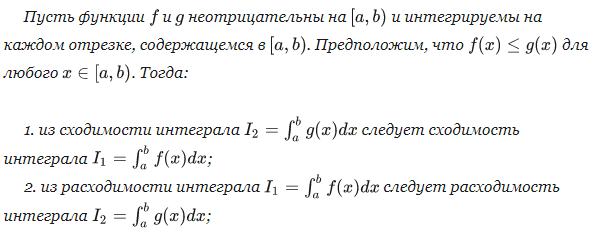 Пусть функции f и g неотрицательны на [a, b) и интегрируемы на
каждом отрезке, содержащемся в [a, b). Предположим, что f(x) ≤ g(x) для
любого x ∈ [a, b). Тогда:
1. из сходимости интеграла I₂ = ∫ₐᵇ g(x)dx следует сходимость
интеграла I₁ = ∫ₐᵇ f(x)dx;
2. из расходимости интеграла I₁ = ∫ₐᵇ f(x)dx следует расходимость
интеграла I₂ = ∫ₐᵇ g(x)dx;